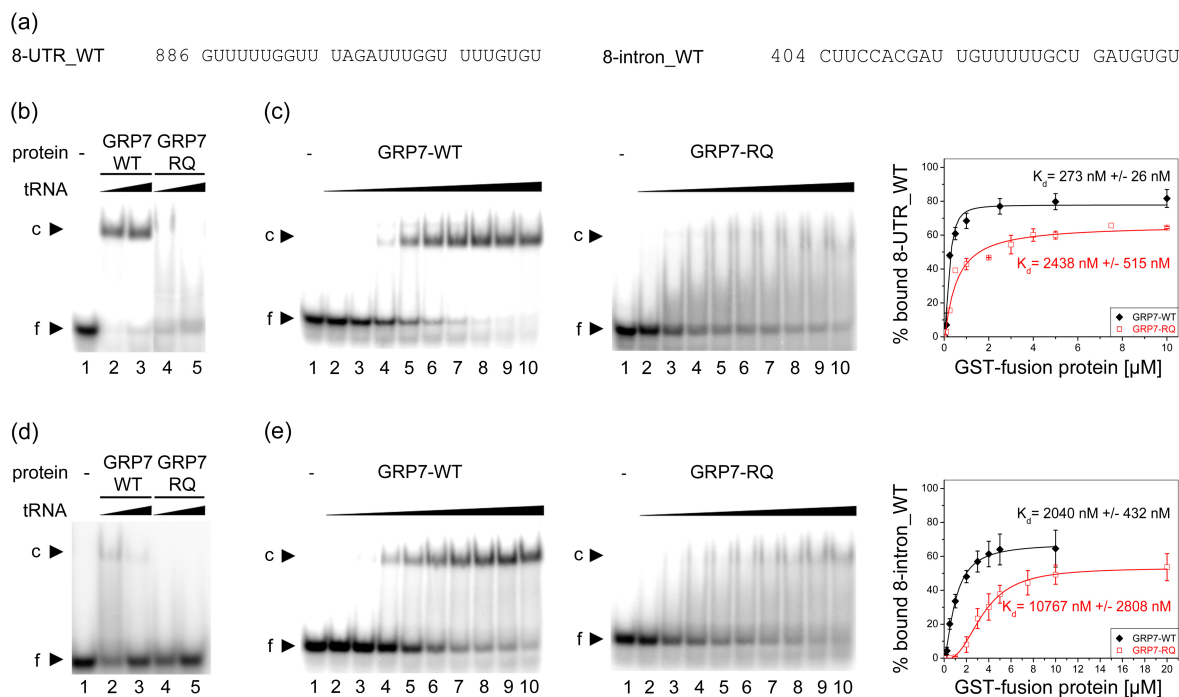 (a)
8-UTR_WT 886 GUUUUUGGUU UAGAUUUGGU UUUGUGU
8-intron_WT 404 CUUCCACGAU UGUUUUUGCU GAUGUGU
(b)
protein - GRP7 WT GRP7 RQ
tRNA
c
f
1 2 3 4 5
(c)
- GRP7-WT
c
f
1 2 3 4 5 6 7 8 9 10
- GRP7-RQ
c
f
1 2 3 4 5 6 7 8 9 10
% bound 8-UTR_WT
100
80
60
40
20
0
Kd= 273 nM +/- 26 nM
Kd= 2438 nM +/- 515 nM
GRP7-WT
GRP7-RQ
0 2 4 6 8 10
GST-fusion protein [µM]
(d)
protein - GRP7 WT GRP7 RQ
tRNA
c
f
1 2 3 4 5
(e)
- GRP7-WT
c
f
1 2 3 4 5 6 7 8 9 10
- GRP7-RQ
c
f
1 2 3 4 5 6 7 8 9 10
% bound 8-intron_WT
100
80
60
40
20
0
Kd= 2040 nM +/- 432 nM
Kd= 10767 nM +/- 2808 nM
GRP7-WT
GRP7-RQ
0 2 4 6 8 10 12 14 16 18 20
GST-fusion protein [µM]